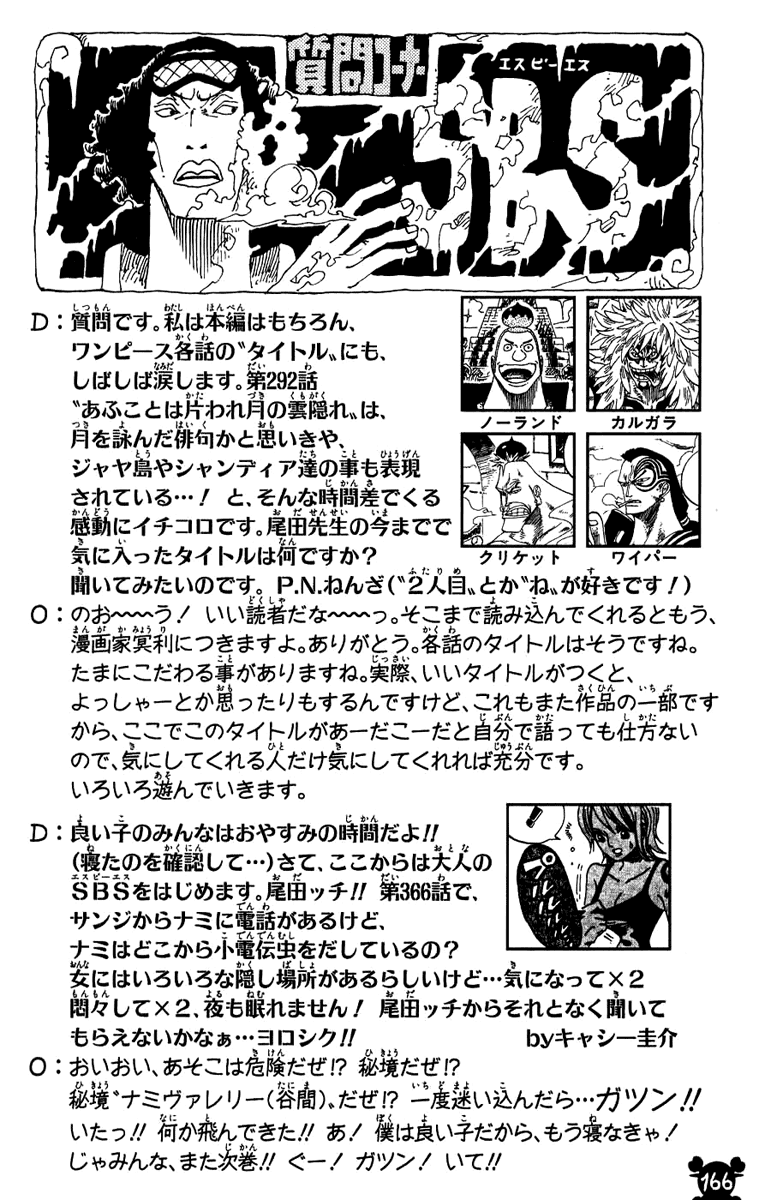 質問コーナー
エスピーエス
SBS
D：質問です。私は本編はもちろん、
ワンピース各話の〝タイトル〟にも、
しばしば涙します。第292話
〝あふことは片われ月の雲隠れ〟は、
月を詠んだ俳句かと思いきや、
ジャヤ島やシャンディア達の事も表現
されている…！ と、そんな時間差でくる
感動にイチコロです。尾田先生の今までで
気に入ったタイトルは何ですか？
聞いてみたいのです。P.N.ねんざ(〝2人目〟とか〝ね〟が好きです！)
ノーランド
カルガラ
クリケット
ワイパー
O：のお〜〜〜う！ いい読者だな〜〜〜っ。そこまで読み込んでくれるともう、
漫画家冥利につきますよ。ありがとう。各話のタイトルはそうですね。
たまにこだわる事がありますね。実際、いいタイトルがつくと、
よっしゃーとか思ったりもするんですけど、これもまた作品の一部です
から、ここでこのタイトルがあーだこーだと自分で語っても仕方ない
ので、気にしてくれる人だけ気にしてくれれば充分です。
いろいろ遊んでいきます。
D：良い子のみんなはおやすみの時間だよ!!
(寝たのを確認して…)さて、ここからは大人の
SBSをはじめます。尾田ッチ!! 第366話で、
サンジからナミに電話があるけど、
ナミはどこから小電伝虫をだしているの？
女にはいろいろな隠し場所があるらしいけど…気になって×2
悶々して×2、夜も眠れません！ 尾田ッチからそれとなく聞いて
もらえないかなぁ…ヨロシク!! byキャシー圭介
プルルルル
O：おいおい、あそこは危険だぜ!? 秘境だぜ!?
秘境〝ナミヴァレリー(谷間)〟だぜ!? 一度迷い込んだら…ガツン!!
いたっ!! 何か飛んできた!! あ！ 僕は良い子だから、もう寝なきゃ！
じゃみんな、また次巻!! ぐー！ ガツン！ いて!!
166